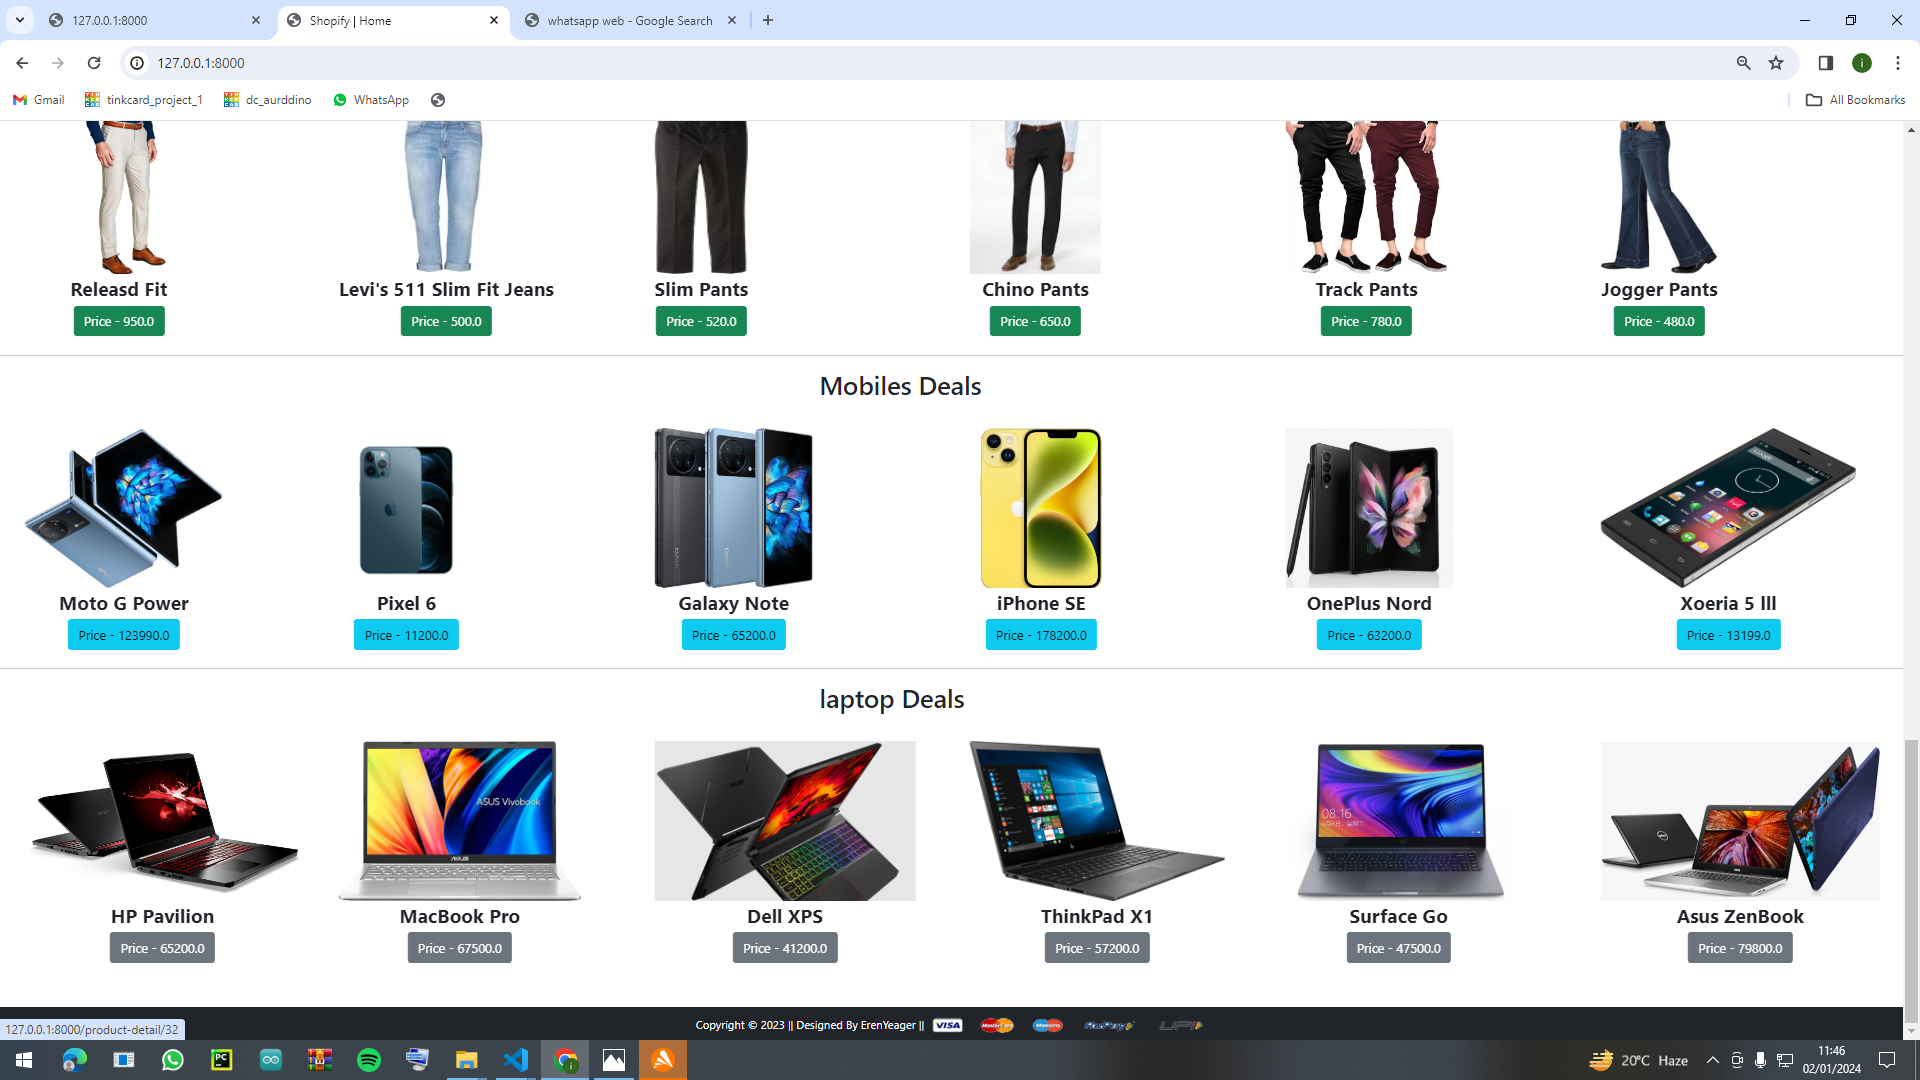 127.0.0.1:8000
Shopify | Home
whatsapp web - Google Search
127.0.0.1:8000
Gmail
tinkcard_project_1
dc_aurddino
WhatsApp
All Bookmarks
Releasd Fit
Levi's 511 Slim Fit Jeans
Slim Pants
Chino Pants
Track Pants
Jogger Pants
Price - 950.0
Price - 500.0
Price - 520.0
Price - 650.0
Price - 780.0
Price - 480.0
Mobiles Deals
Moto G Power
Pixel 6
Galaxy Note
iPhone SE
OnePlus Nord
Xoeria 5 lll
Price - 123990.0
Price - 11200.0
Price - 65200.0
Price - 178200.0
Price - 63200.0
Price - 13199.0
laptop Deals
ASUS Vivobook
08:16
HP Pavilion
MacBook Pro
Dell XPS
ThinkPad X1
Surface Go
Asus ZenBook
Price - 65200.0
Price - 67500.0
Price - 41200.0
Price - 57200.0
Price - 47500.0
Price - 79800.0
Copyright © 2023 || Designed By ErenYeager ||
VISA
MasterCard
Maestro
UPI
127.0.0.1:8000/product-detail/32
20°C Haze
11:46
02/01/2024